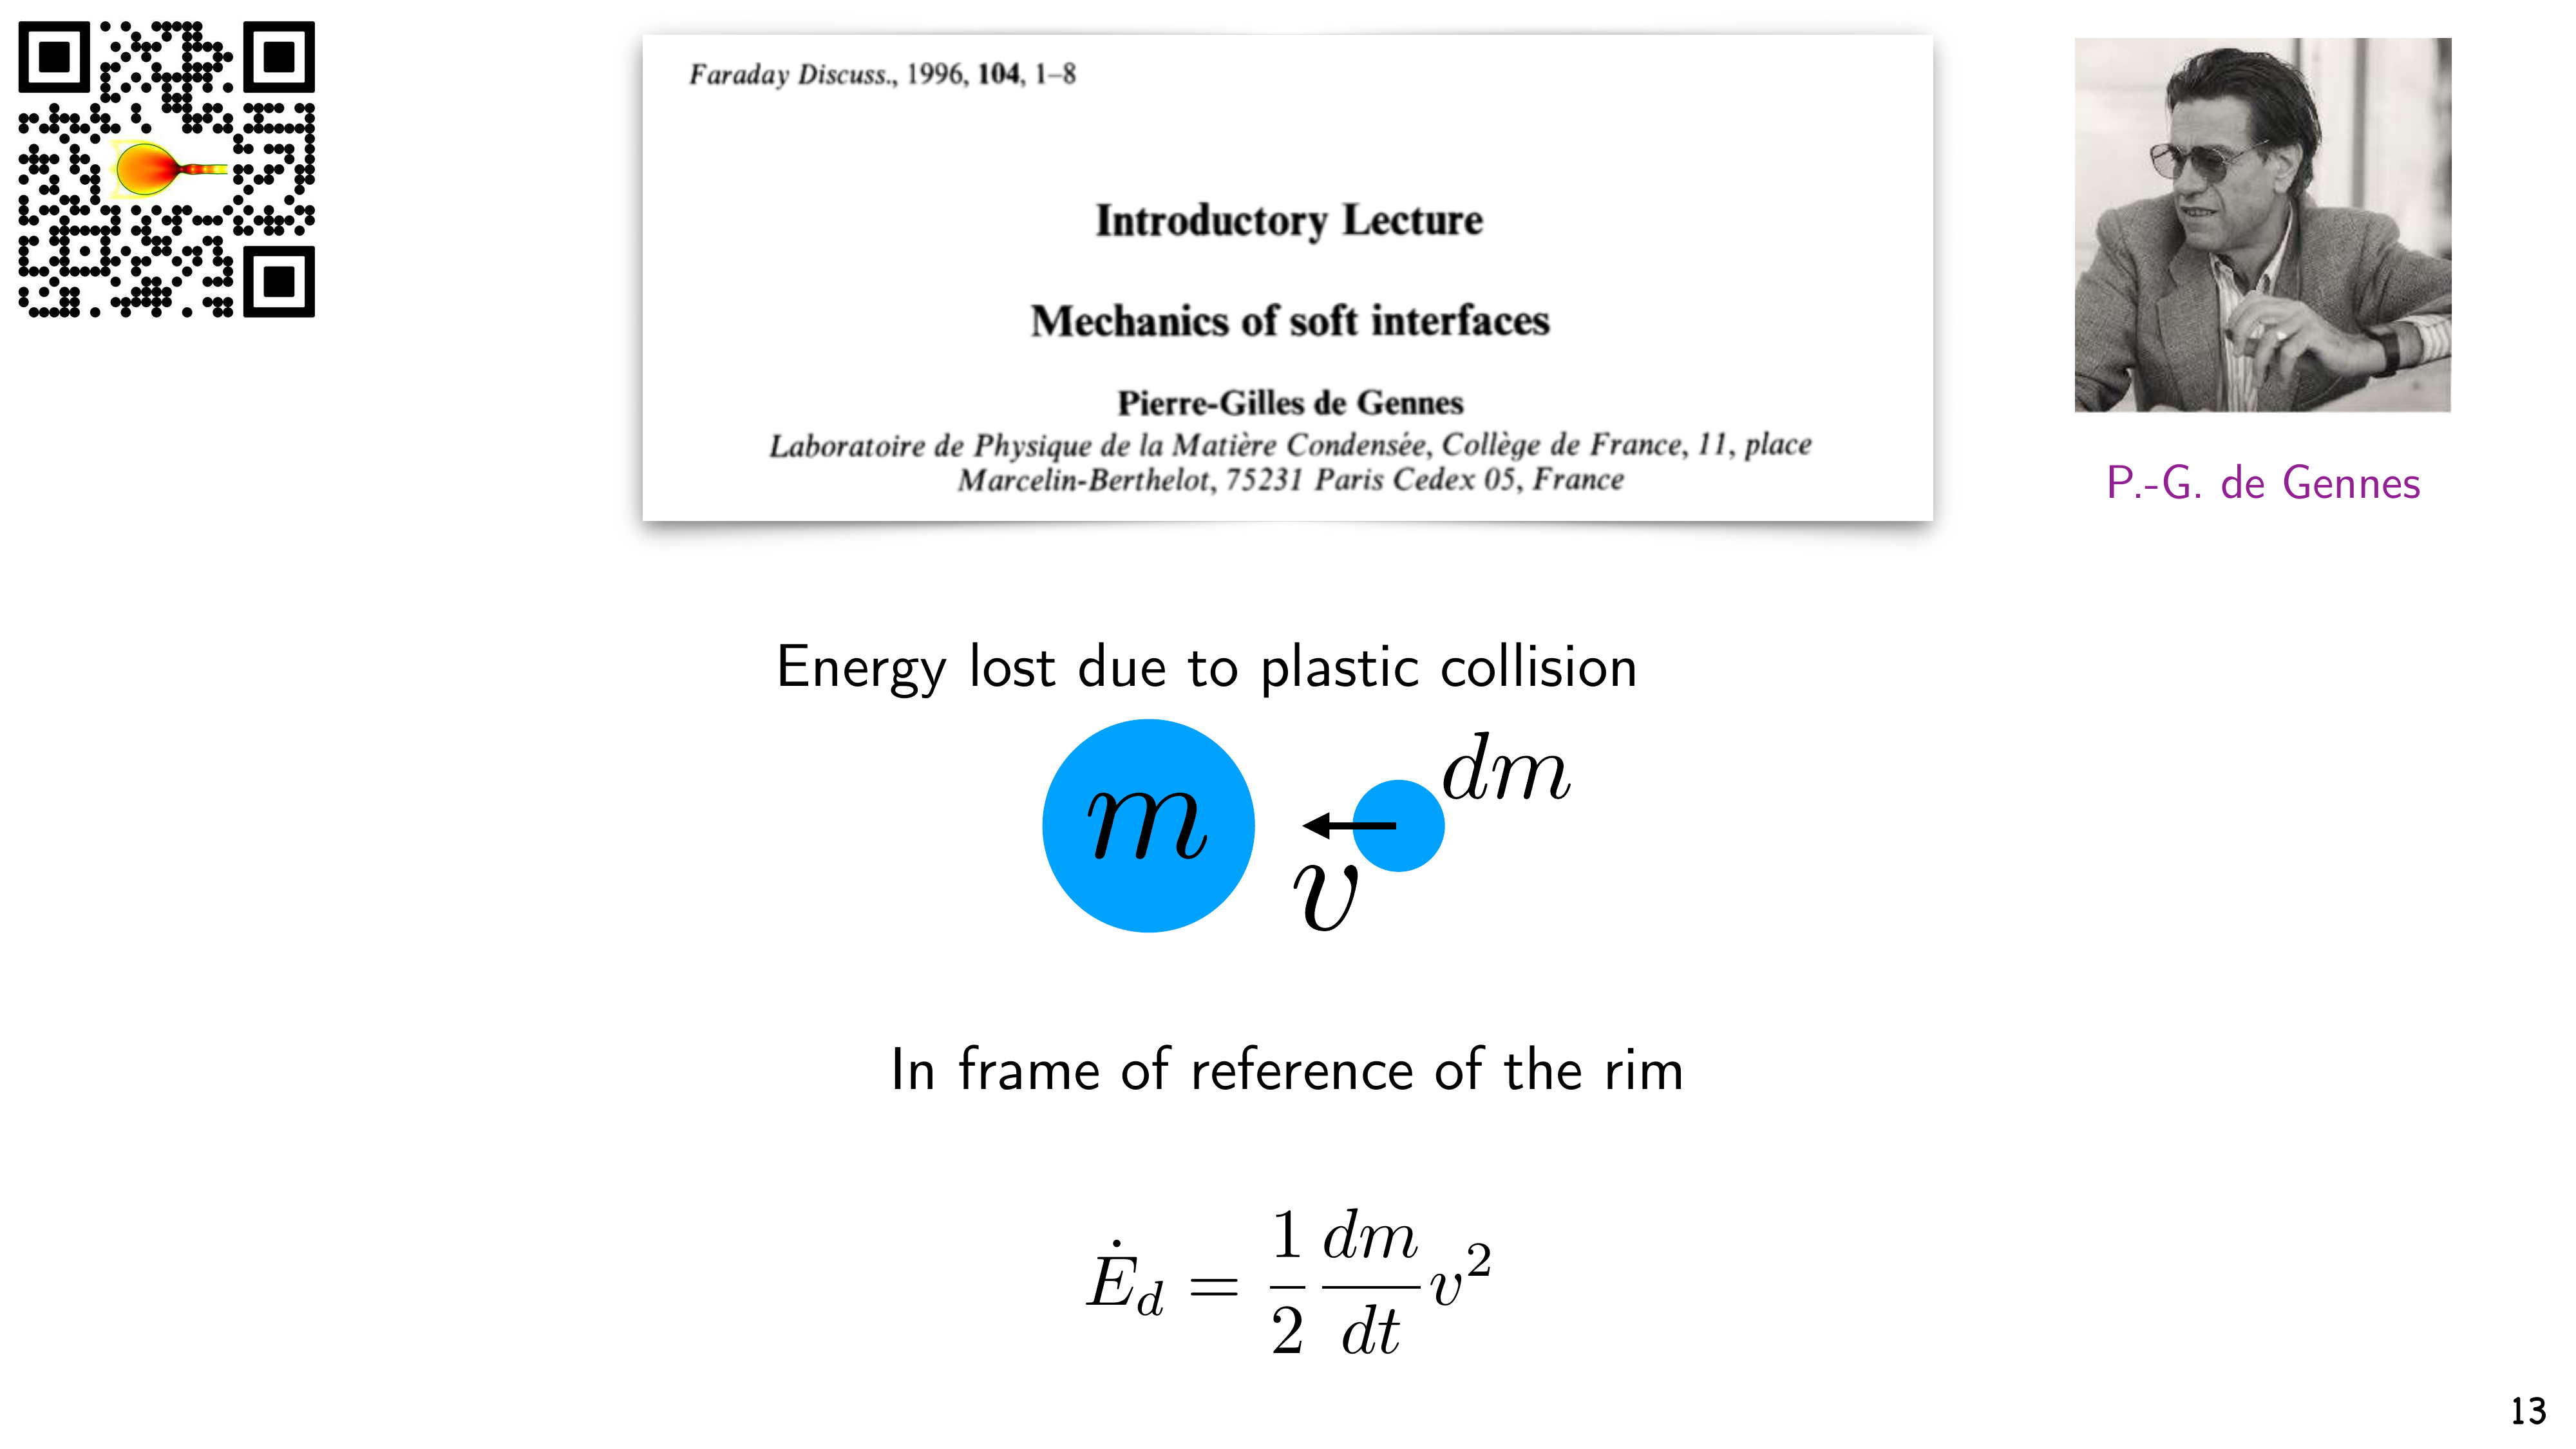 Faraday Discuss., 1996, 104, 1–8
Introductory Lecture
Mechanics of soft interfaces
Pierre-Gilles de Gennes
Laboratoire de Physique de la Matière Condensée, Collège de France, 11, place
Marcelin-Berthelot, 75231 Paris Cedex 05, France
P.-G. de Gennes
Energy lost due to plastic collision
m
dm
v
In frame of reference of the rim
$\dot{E}_d = \frac{1}{2}\frac{dm}{dt}v^2$
13